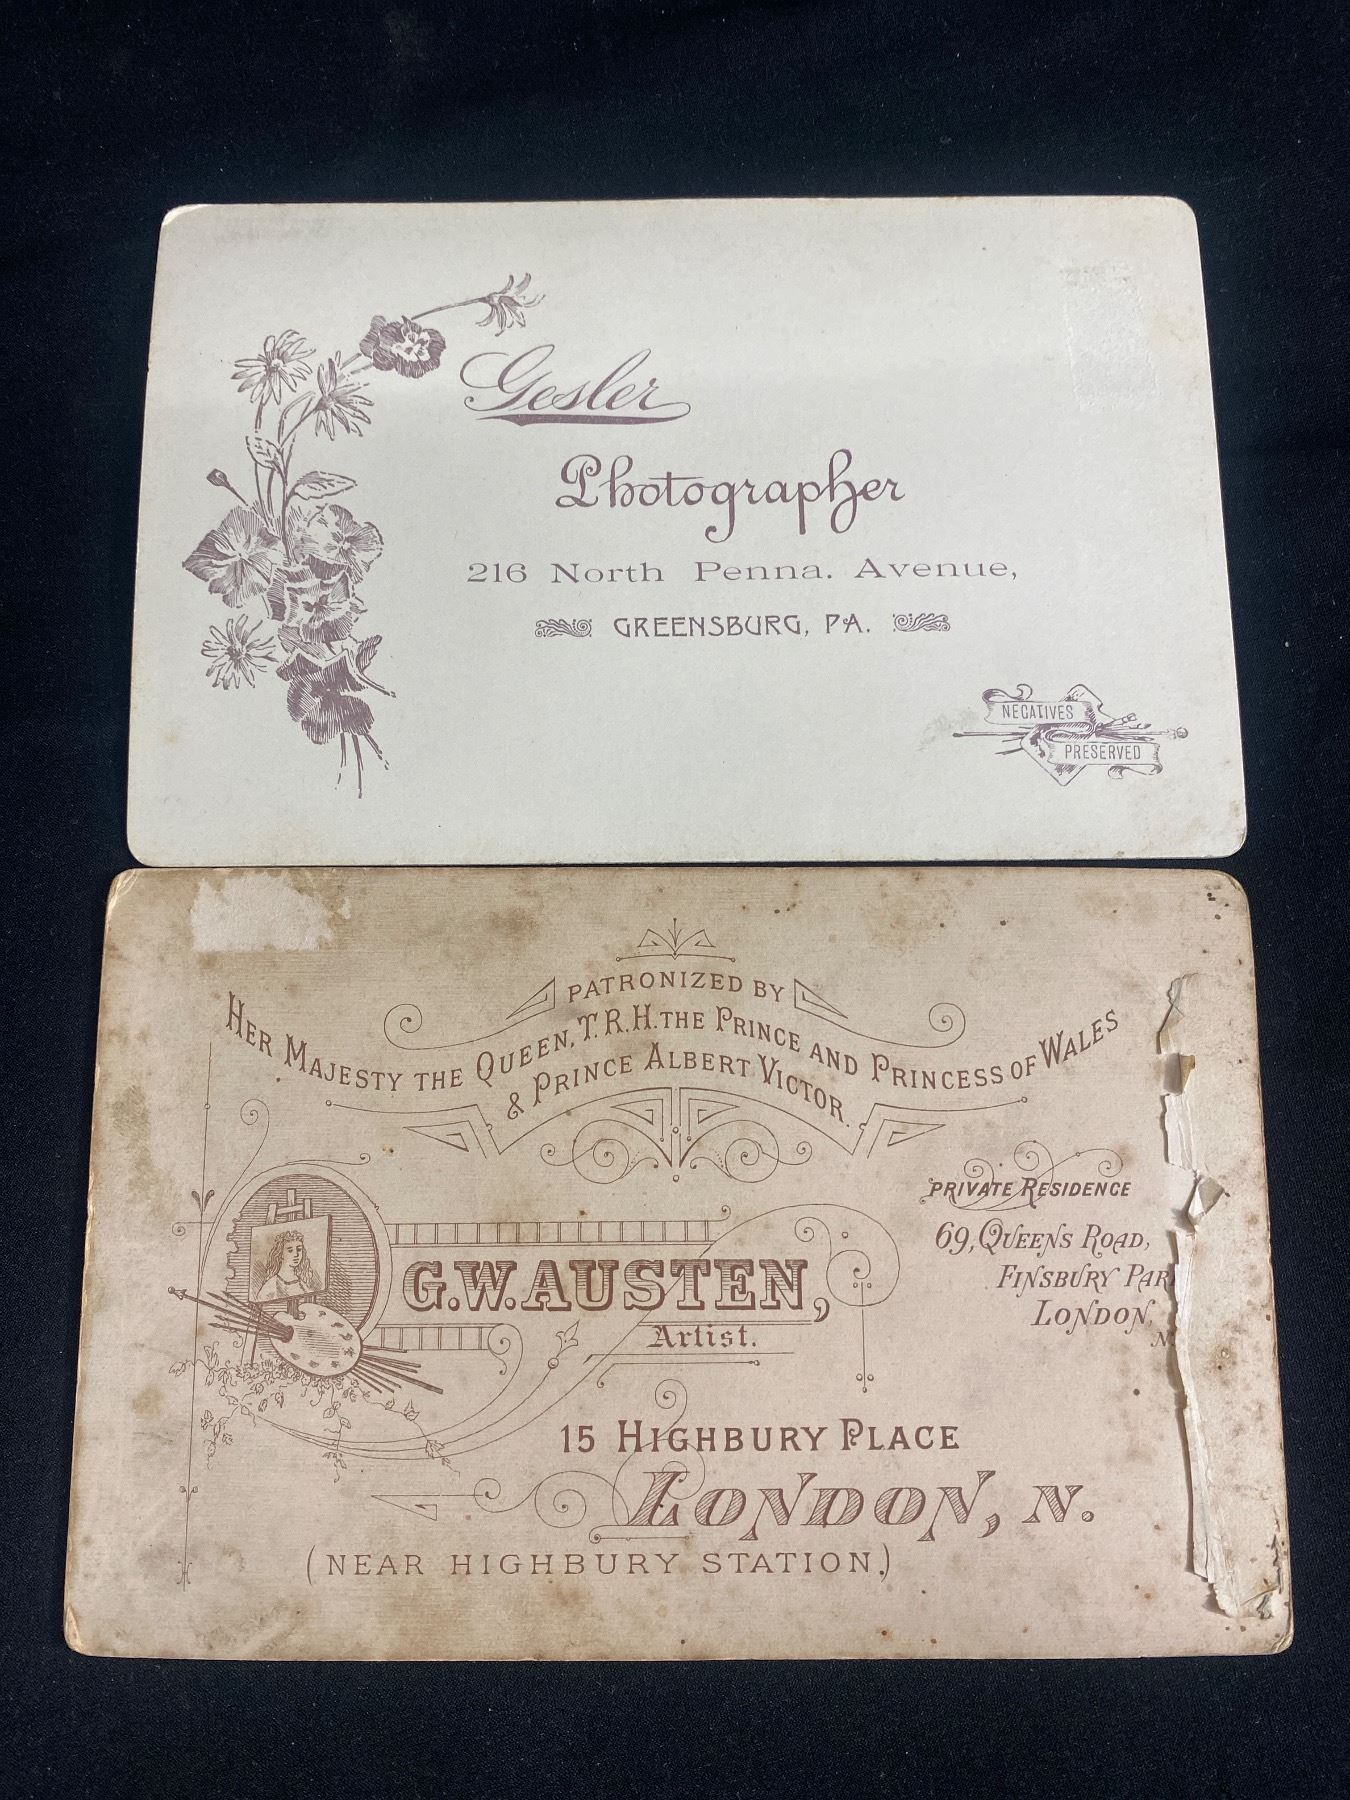 Gesler
Photographer
216 North Penna. Avenue,
GREENSBURG, PA.
NEGATIVES
PRESERVED
PATRONIZED BY
HER MAJESTY THE QUEEN, T.R.H. THE PRINCE AND PRINCESS OF WALES
& PRINCE ALBERT VICTOR.
PRIVATE RESIDENCE
69, QUEENS ROAD,
FINSBURY PAR
LONDON,
N
G.W. AUSTEN,
Artist.
15 HIGHBURY PLACE
LONDON, N.
(NEAR HIGHBURY STATION.)